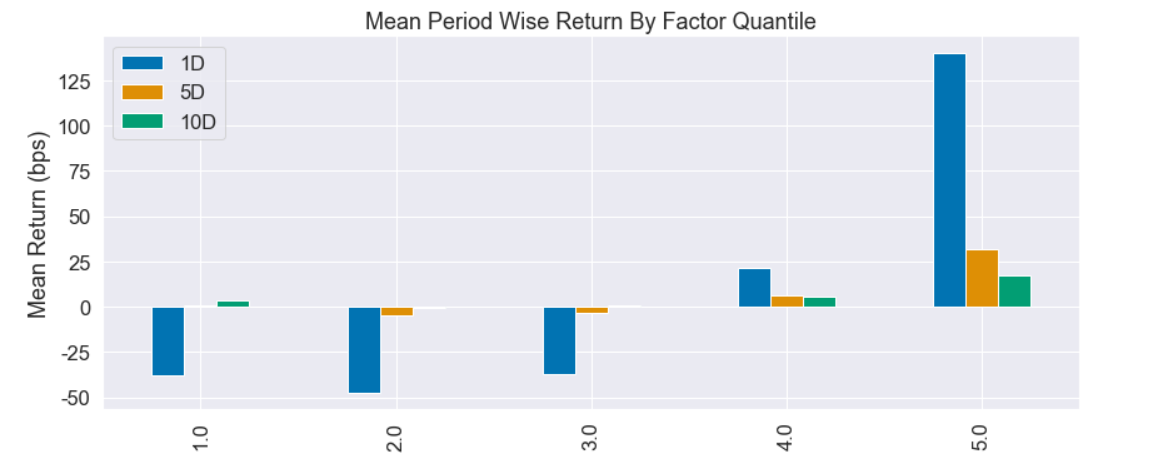 Mean Period Wise Return By Factor Quantile
1D
5D
10D
Mean Return (bps)
125
100
75
50
25
0
-25
-50
1.0
2.0
3.0
4.0
5.0